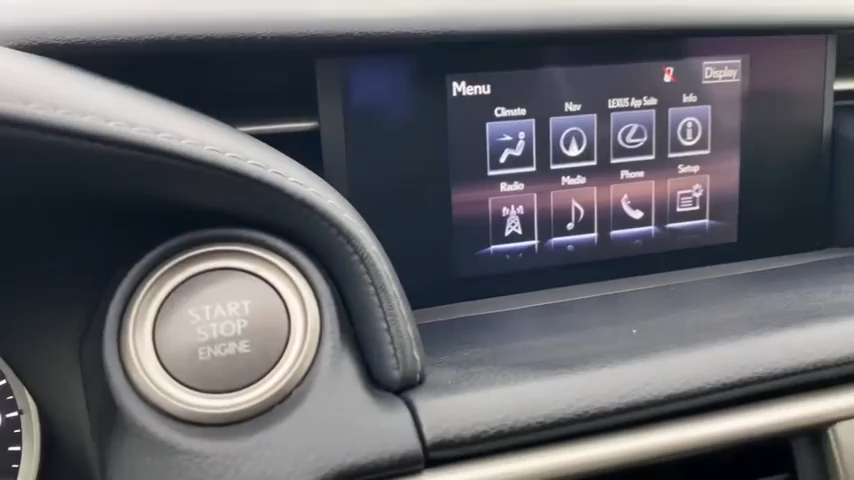 Menu
Display
Climate
Nav
LEXUS App Suite
Info
Radio
Media
Phone
Setup
START
STOP
ENGINE